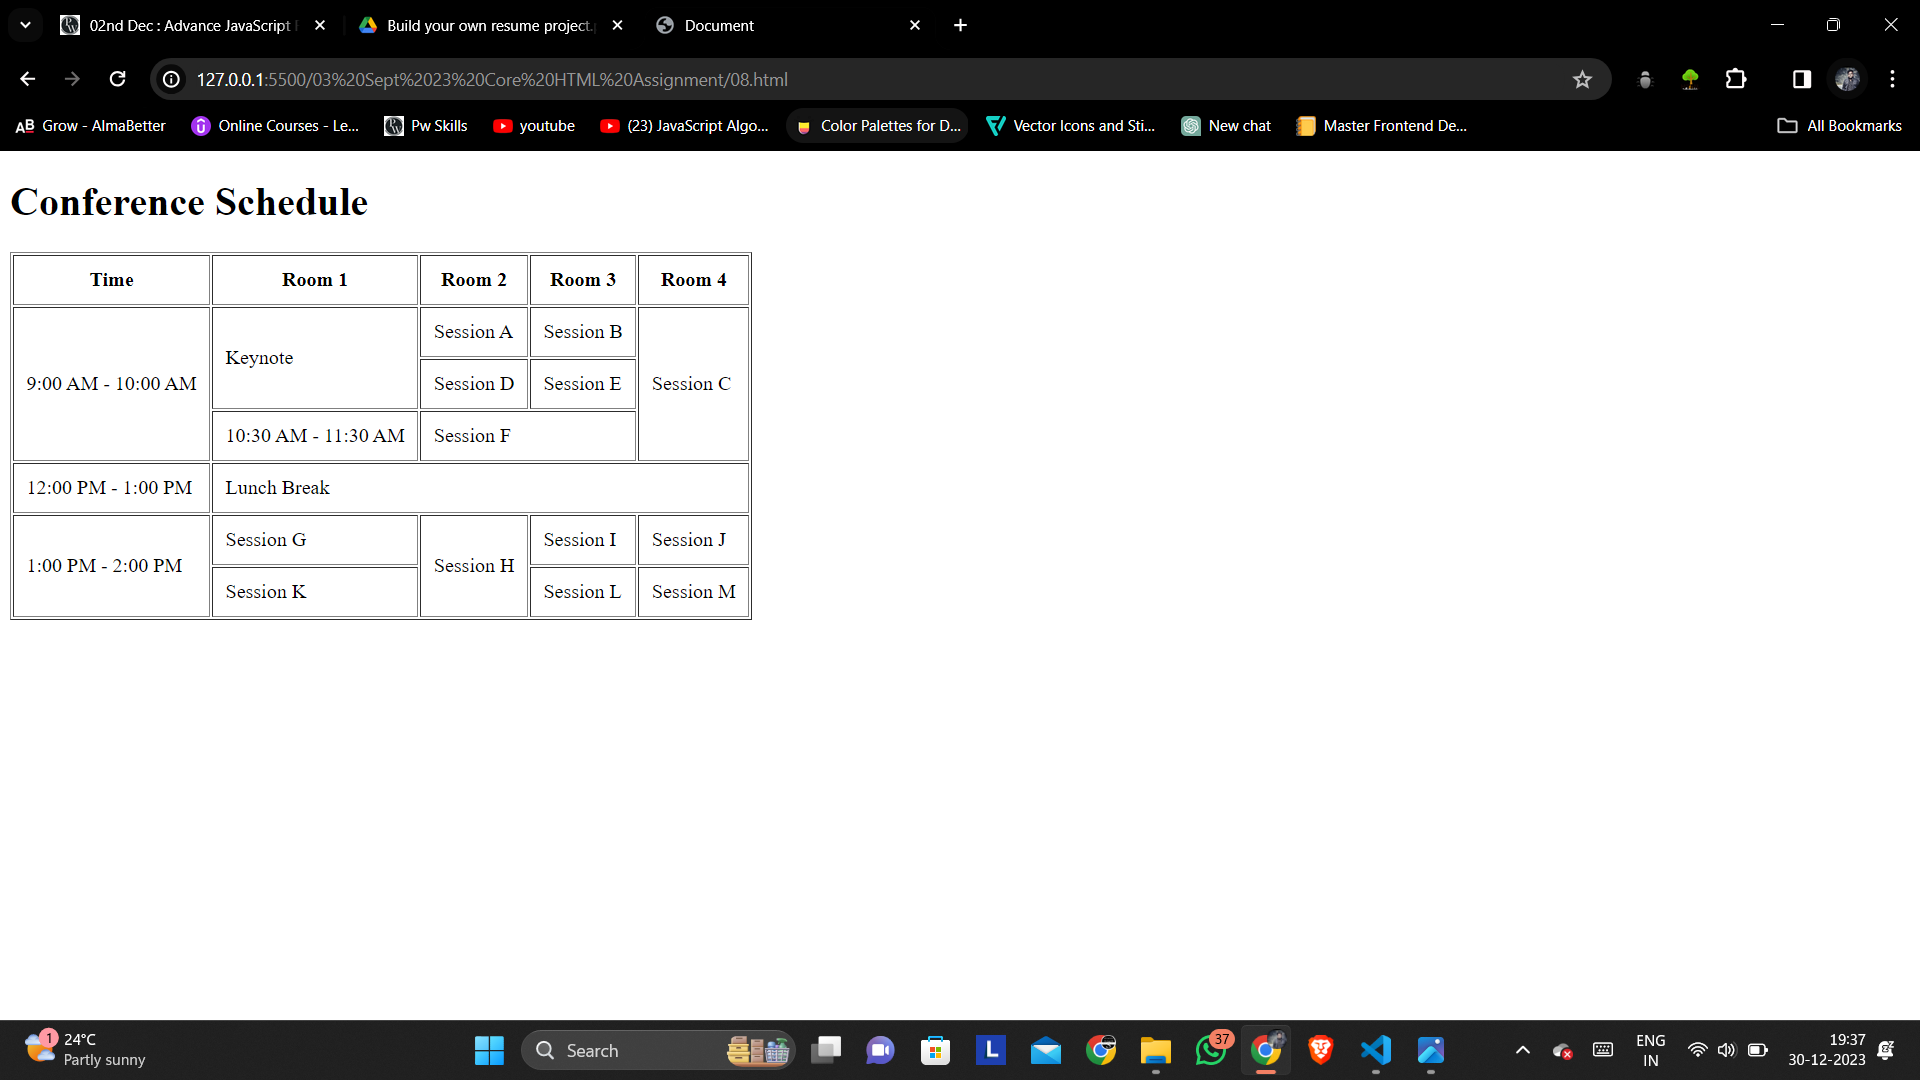 02nd Dec : Advance JavaScript
Build your own resume project.
Document
127.0.0.1:5500/03%20Sept%2023%20Core%20HTML%20Assignment/08.html
Grow - AlmaBetter
Online Courses - Le...
Pw Skills
youtube
(23) JavaScript Algo...
Color Palettes for D...
Vector Icons and Sti...
New chat
Master Frontend De...
All Bookmarks
Conference Schedule
Time Room 1 Room 2 Room 3 Room 4
9:00 AM - 10:00 AM Keynote Session A Session B Session C
Session D Session E
10:30 AM - 11:30 AM Session F
12:00 PM - 1:00 PM Lunch Break
1:00 PM - 2:00 PM Session G Session H Session I Session J
Session K Session L Session M
1
24°C
Partly sunny
Search
L
37
ENG
IN
19:37
30-12-2023